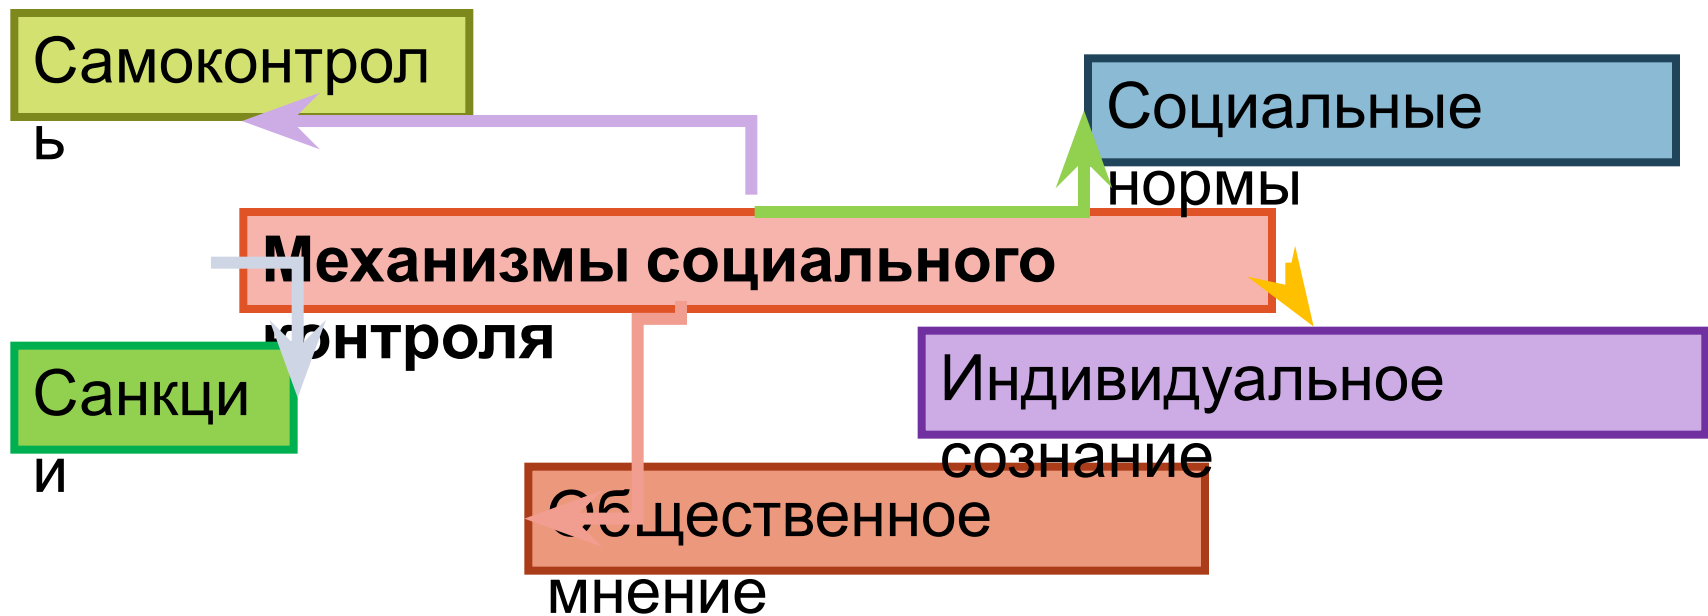 Самоконтрол
ь
Социальные
нормы
Механизмы социального
контроля
Санкци
и
Индивидуальное
сознание
Общественное
мнение